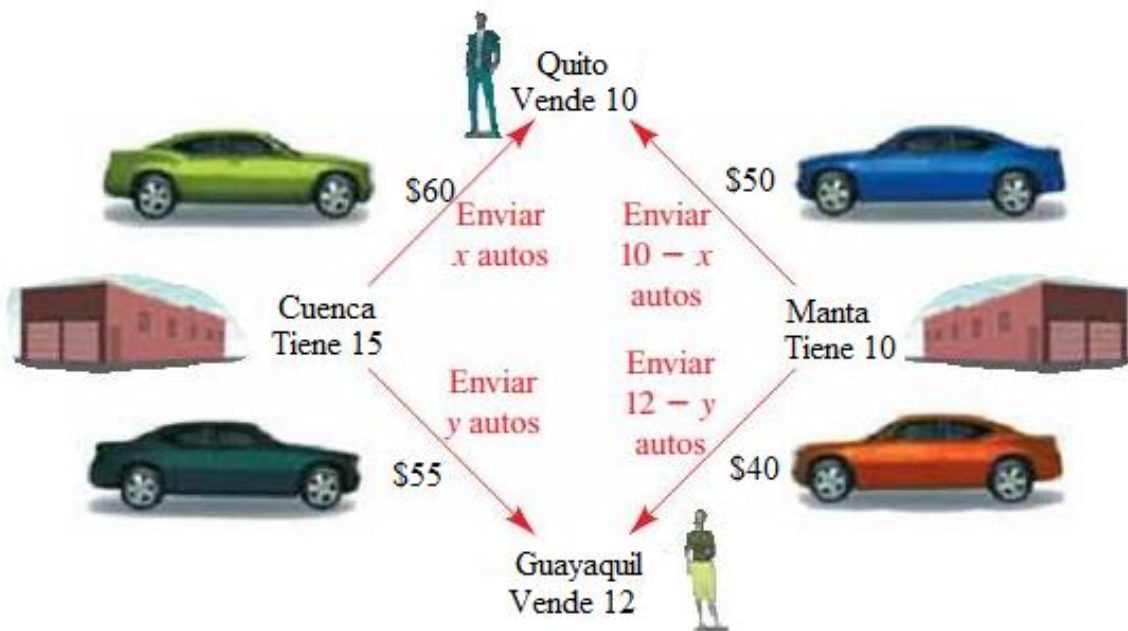 Quito
Vende 10
$60
$50
Enviar
x autos
Enviar
10 − x
autos
Cuenca
Tiene 15
Manta
Tiene 10
Enviar
y autos
Enviar
12 − y
autos
$55
$40
Guayaquil
Vende 12